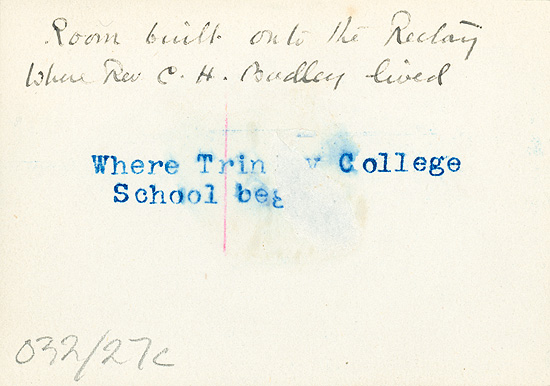 Room built onto the Rectory
where Rev C. H. Badley lived
Where Trin y College
School beg
032/27c